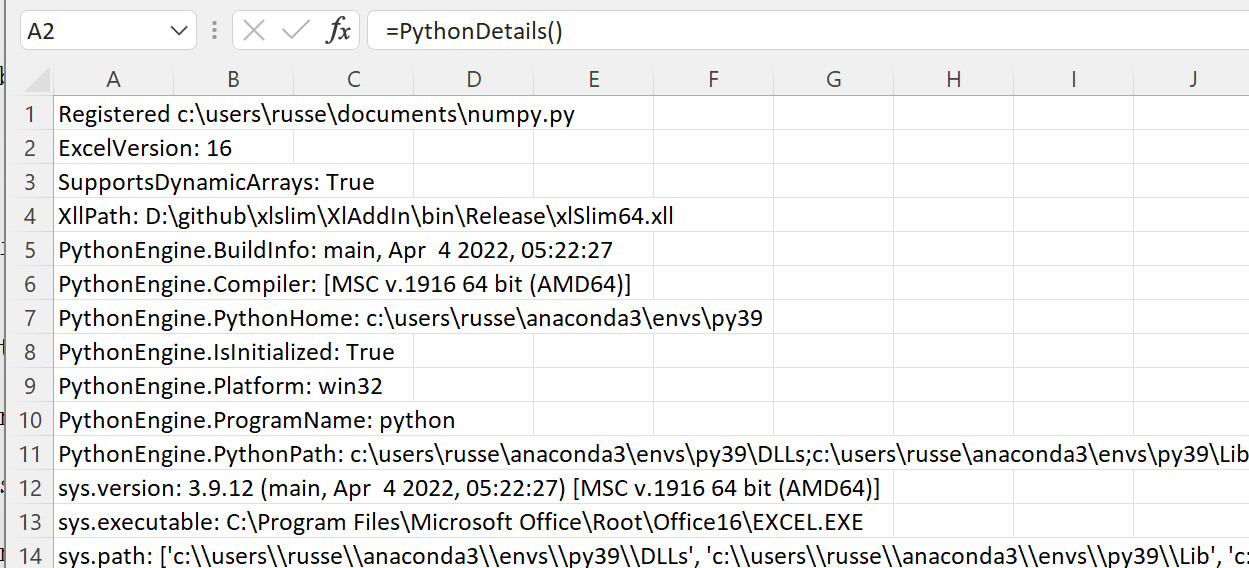 A2 fx =PythonDetails()
A B C D E F G H I J
1 Registered c:\users\russe\documents\numpy.py
2 ExcelVersion: 16
3 SupportsDynamicArrays: True
4 XllPath: D:\github\xlslim\XlAddIn\bin\Release\xlSlim64.xll
5 PythonEngine.BuildInfo: main, Apr  4 2022, 05:22:27
6 PythonEngine.Compiler: [MSC v.1916 64 bit (AMD64)]
7 PythonEngine.PythonHome: c:\users\russe\anaconda3\envs\py39
8 PythonEngine.IsInitialized: True
9 PythonEngine.Platform: win32
10 PythonEngine.ProgramName: python
11 PythonEngine.PythonPath: c:\users\russe\anaconda3\envs\py39\DLLs;c:\users\russe\anaconda3\envs\py39\Lib
12 sys.version: 3.9.12 (main, Apr  4 2022, 05:22:27) [MSC v.1916 64 bit (AMD64)]
13 sys.executable: C:\Program Files\Microsoft Office\Root\Office16\EXCEL.EXE
14 sys.path: ['c:\\users\\russe\\anaconda3\\envs\\py39\\DLLs', 'c:\\users\\russe\\anaconda3\\envs\\py39\\Lib', 'c: